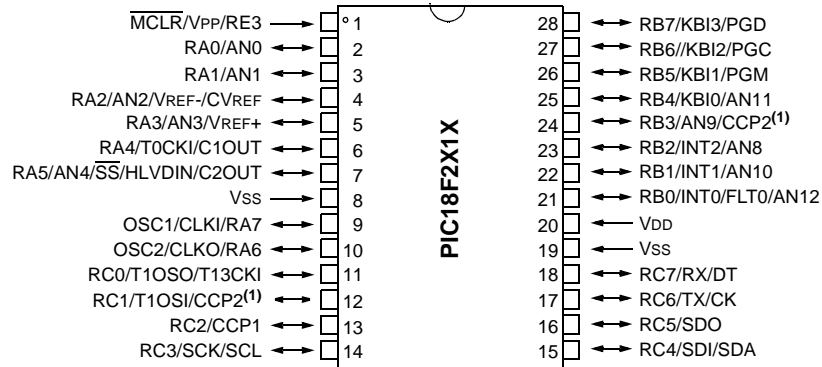 MCLR/VPP/RE3 °1
RA0/AN0 2
RA1/AN1 3
RA2/AN2/VREF-/CVREF 4
RA3/AN3/VREF+ 5
RA4/T0CKI/C1OUT 6
RA5/AN4/SS/HLVDIN/C2OUT 7
VSS 8
OSC1/CLKI/RA7 9
OSC2/CLKO/RA6 10
RC0/T1OSO/T13CKI 11
RC1/T1OSI/CCP2(1) 12
RC2/CCP1 13
RC3/SCK/SCL 14
PIC18F2X1X
28 RB7/KBI3/PGD
27 RB6//KBI2/PGC
26 RB5/KBI1/PGM
25 RB4/KBI0/AN11
24 RB3/AN9/CCP2(1)
23 RB2/INT2/AN8
22 RB1/INT1/AN10
21 RB0/INT0/FLT0/AN12
20 VDD
19 VSS
18 RC7/RX/DT
17 RC6/TX/CK
16 RC5/SDO
15 RC4/SDI/SDA